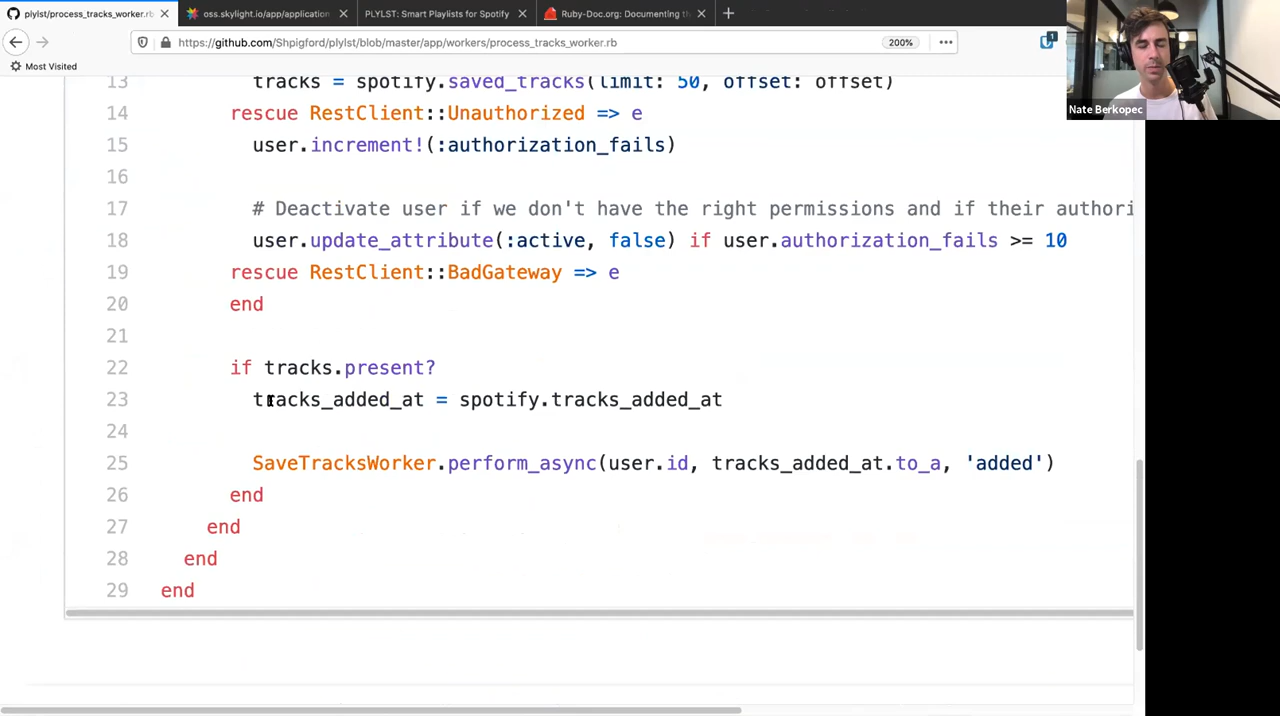 plylst/process_tracks_worker.rb
oss.skylight.io/app/application
PLYLST: Smart Playlists for Spotify
Ruby-Doc.org: Documenting th
https://github.com/Shpigford/plylst/blob/master/app/workers/process_tracks_worker.rb
200%
1
Most Visited
Nate Berkopec
13 tracks = spotify.saved_tracks(limit: 50, offset: offset)
14 rescue RestClient::Unauthorized => e
15 user.increment!(:authorization_fails)
16
17 # Deactivate user if we don't have the right permissions and if their authori
18 user.update_attribute(:active, false) if user.authorization_fails >= 10
19 rescue RestClient::BadGateway => e
20 end
21
22 if tracks.present?
23 tracks_added_at = spotify.tracks_added_at
24
25 SaveTracksWorker.perform_async(user.id, tracks_added_at.to_a, 'added')
26 end
27 end
28 end
29 end